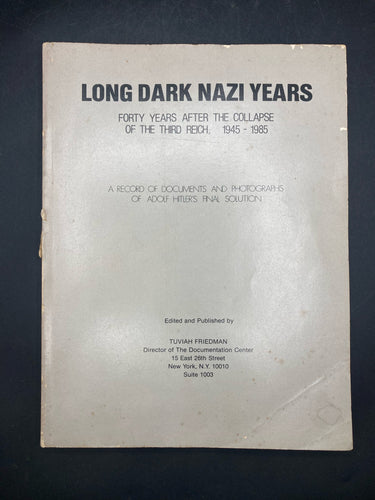 LONG DARK NAZI YEARS
FORTY YEARS AFTER THE COLLAPSE
OF THE THIRD REICH, 1945 - 1985
A RECORD OF DOCUMENTS AND PHOTOGRAPHS
OF ADOLF HITLER'S FINAL SOLUTION
Edited and Published by
TUVIAH FRIEDMAN
Director of The Documentation Center
15 East 26th Street
New York, N.Y. 10010
Suite 1003